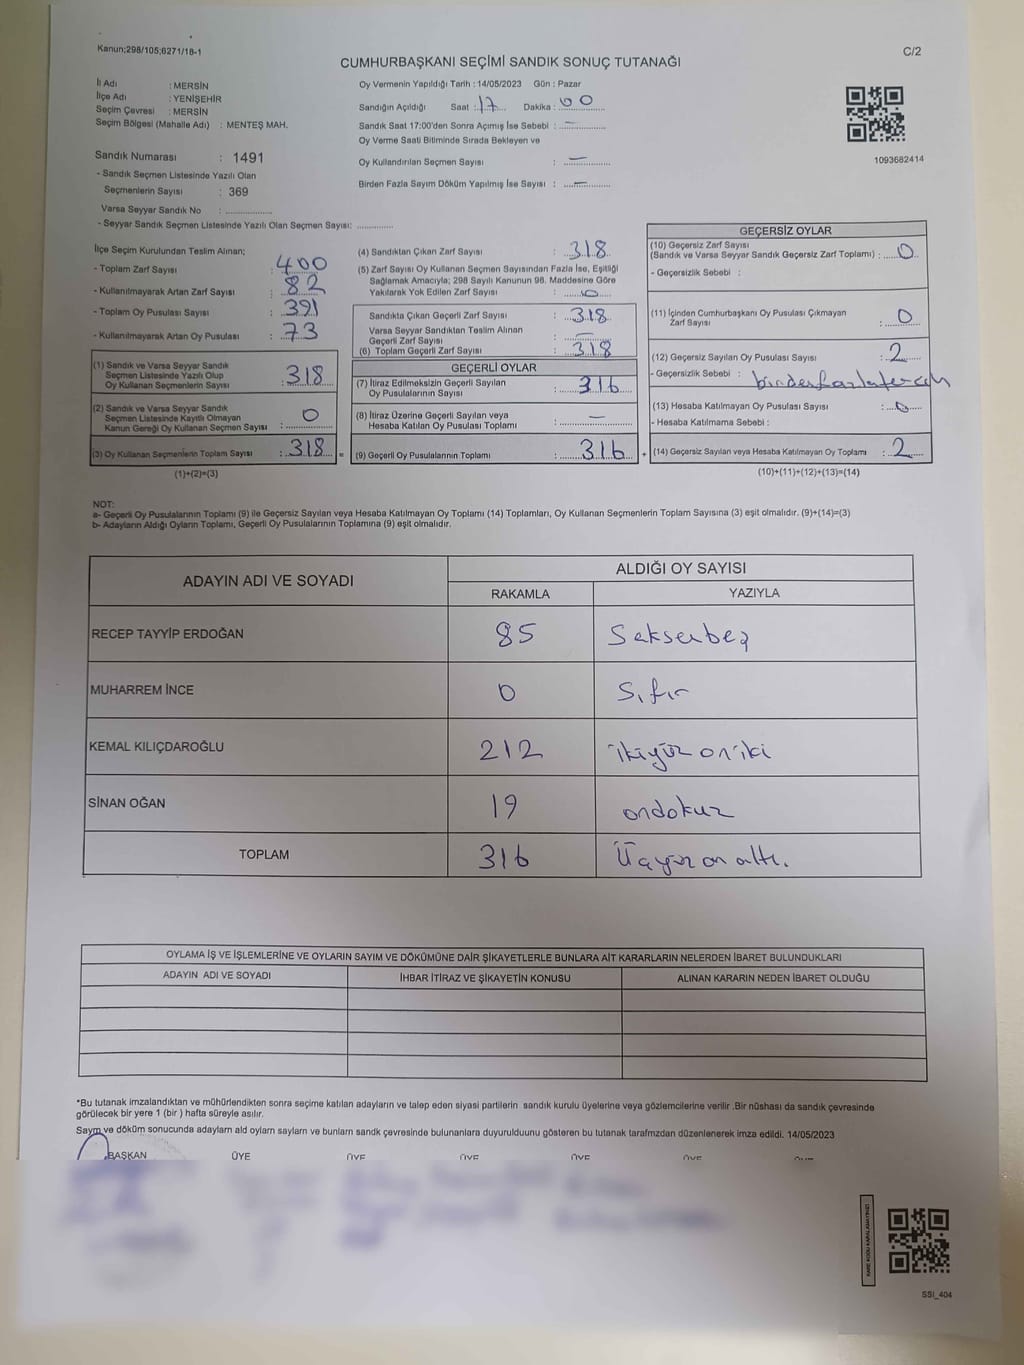 Kanun:298/105;6271/18-1
C/2
CUMHURBAŞKANI SEÇİMİ SANDIK SONUÇ TUTANAĞI
İl Adı : MERSİN
İlçe Adı : YENİŞEHİR
Seçim Çevresi : MERSİN
Seçim Bölgesi (Mahalle Adı) : MENTEŞ MAH.
Sandık Numarası : 1491
- Sandık Seçmen Listesinde Yazılı Olan
Seçmenlerin Sayısı : 369
Varsa Seyyar Sandık No : ..................
- Seyyar Sandık Seçmen Listesinde Yazılı Olan Seçmen Sayısı: .............
Oy Vermenin Yapıldığı Tarih : 14/05/2023 Gün : Pazar
Sandığın Açıldığı Saat : 17 Dakika : 00
Sandık Saat 17:00'den Sonra Açımış İse Sebebi : —
Oy Verme Saati Bitiminde Sırada Bekleyen ve
Oy Kullandırılan Seçmen Sayısı : —
Birden Fazla Sayım Döküm Yapılmış İse Sayısı : —
1093682414
İlçe Seçim Kurulundan Teslim Alınan;
- Toplam Zarf Sayısı : 400
- Kullanılmayarak Artan Zarf Sayısı : 82
- Toplam Oy Pusulası Sayısı : 391
- Kullanılmayarak Artan Oy Pusulası : 73
(1) Sandık ve Varsa Seyyar Sandık
Seçmen Listesinde Yazılı Olup
Oy Kullanan Seçmenlerin Sayısı : 318
(2) Sandık ve Varsa Seyyar Sandık
Seçmen Listesinde Kayıtlı Olmayan
Kanun Gereği Oy Kullanan Seçmen Sayısı : 0
(3) Oy Kullanan Seçmenlerin Toplam Sayısı : 318 =
(1)+(2)=(3)
(4) Sandıktan Çıkan Zarf Sayısı : 318
(5) Zarf Sayısı Oy Kullanan Seçmen Sayısından Fazla İse, Eşitliği
Sağlamak Amacıyla; 298 Sayılı Kanunun 98. Maddesine Göre
Yakılarak Yok Edilen Zarf Sayısı : 0
Sandıkta Çıkan Geçerli Zarf Sayısı : 318
Varsa Seyyar Sandıktan Teslim Alınan
Geçerli Zarf Sayısı : —
(6) Toplam Geçerli Zarf Sayısı : 318
GEÇERLİ OYLAR
(7) İtiraz Edilmeksizin Geçerli Sayılan
Oy Pusulalarının Sayısı : 316
(8) İtiraz Üzerine Geçerli Sayılan veya
Hesaba Katılan Oy Pusulası Toplamı : —
(9) Geçerli Oy Pusulalarının Toplamı : 316 +
GEÇERSİZ OYLAR
(10) Geçersiz Zarf Sayısı
(Sandık ve Varsa Seyyar Sandık Geçersiz Zarf Toplamı) : 0
- Geçersizlik Sebebi :
(11) İçinden Cumhurbaşkanı Oy Pusulası Çıkmayan
Zarf Sayısı : 0
(12) Geçersiz Sayılan Oy Pusulası Sayısı : 2
- Geçersizlik Sebebi : birdenfazlatercih
(13) Hesaba Katılmayan Oy Pusulası Sayısı : 0
- Hesaba Katılmama Sebebi :
(14) Geçersiz Sayılan veya Hesaba Katılmayan Oy Toplamı : 2
(10)+(11)+(12)+(13)=(14)
NOT:
a- Geçerli Oy Pusulalarının Toplamı (9) ile Geçersiz Sayılan veya Hesaba Katılmayan Oy Toplamı (14) Toplamları, Oy Kullanan Seçmenlerin Toplam Sayısına (3) eşit olmalıdır. (9)+(14)=(3)
b- Adayların Aldığı Oyların Toplamı, Geçerli Oy Pusulalarının Toplamına (9) eşit olmalıdır.
ADAYIN ADI VE SOYADI
ALDIĞI OY SAYISI
RAKAMLA YAZIYLA
RECEP TAYYİP ERDOĞAN 85 Seksenbeş
MUHARREM İNCE 0 Sıfır
KEMAL KILIÇDAROĞLU 212 ikiyüz oniki
SİNAN OĞAN 19 ondokuz
TOPLAM 316 Üçyüz on altı.
OYLAMA İŞ VE İŞLEMLERİNE VE OYLARIN SAYIM VE DÖKÜMÜNE DAİR ŞİKAYETLERLE BUNLARA AİT KARARLARIN NELERDEN İBARET BULUNDUKLARI
ADAYIN ADI VE SOYADI İHBAR İTİRAZ VE ŞİKAYETİN KONUSU ALINAN KARARIN NEDEN İBARET OLDUĞU
*Bu tutanak imzalandıktan ve mühürlendikten sonra seçime katılan adayların ve talep eden siyasi partilerin sandık kurulu üyelerine veya gözlemcilerine verilir .Bir nüshası da sandık çevresinde
görülecek bir yere 1 (bir ) hafta süreyle asılır.
Sayım ve döküm sonucunda adayların ald oyların sayların ve bunların sandk çevresinde bulunanlara duyurulduunu gösteren bu tutanak tarafmzdan düzenlenerek imza edildi. 14/05/2023
BAŞKAN ÜYE ÜYE ÜYE ÜYE ÜYE
KARE KODU KARALAMAYINIZ!
SSI_404